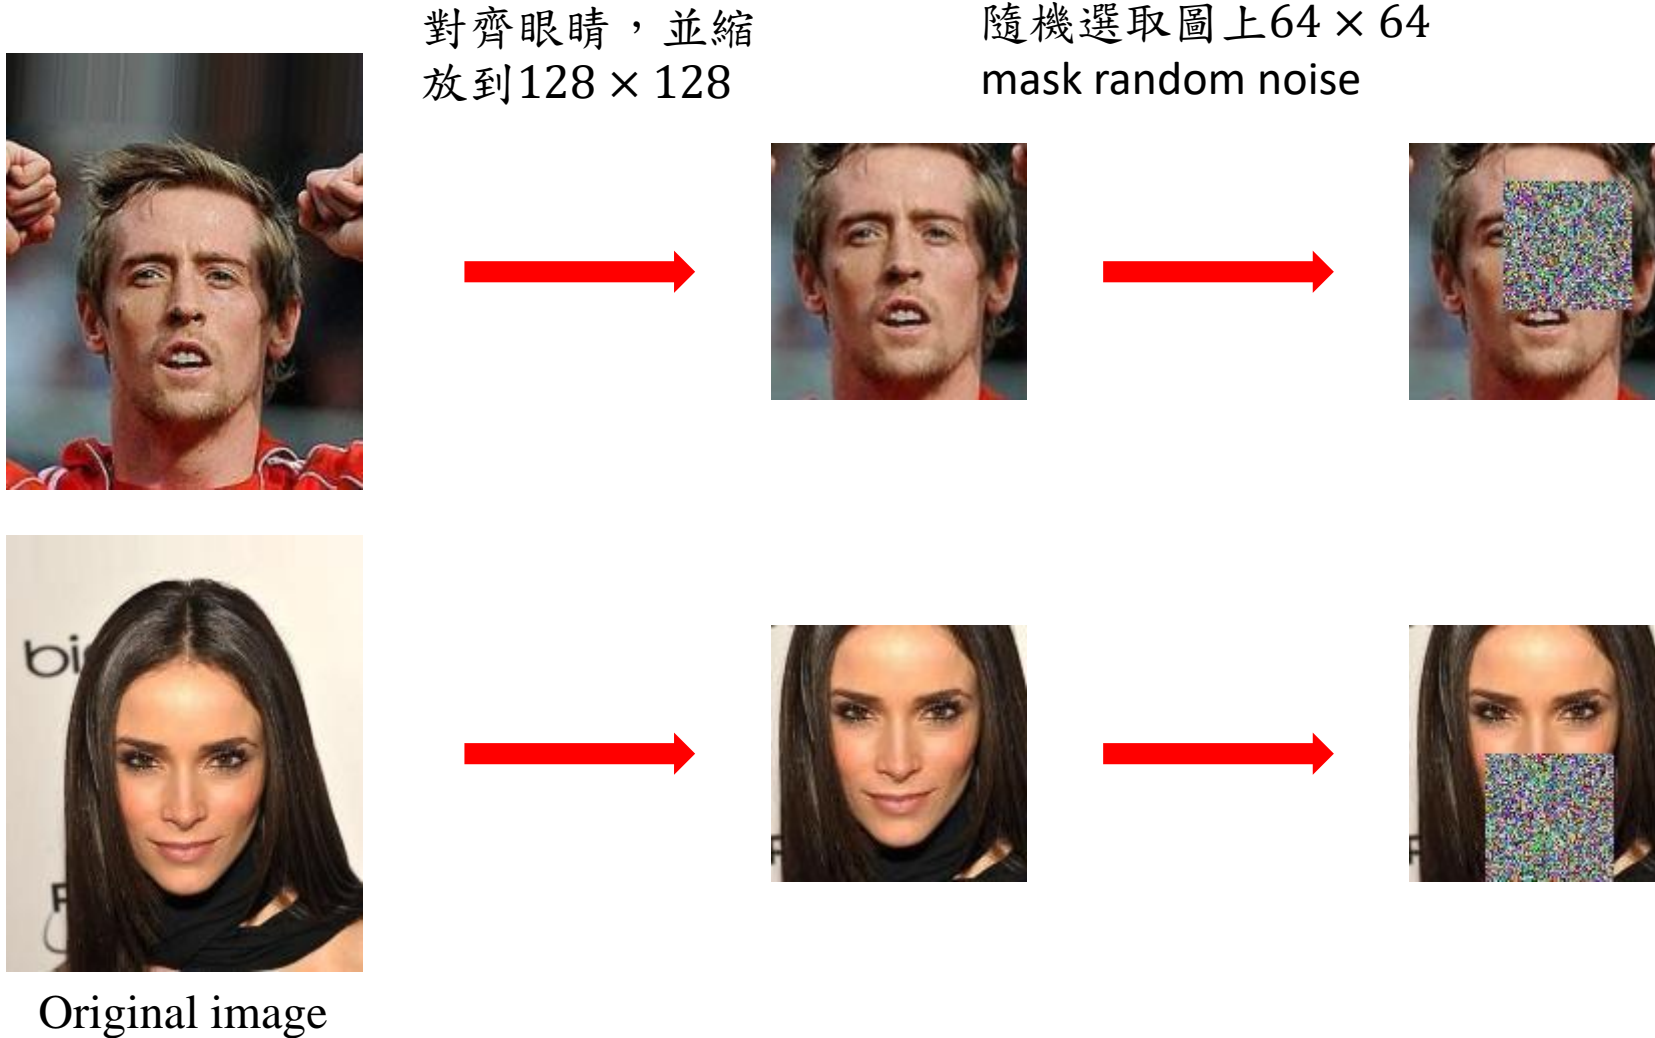 對齊眼睛，並縮
放到128 × 128
隨機選取圖上64 × 64
mask random noise
bi
Original image